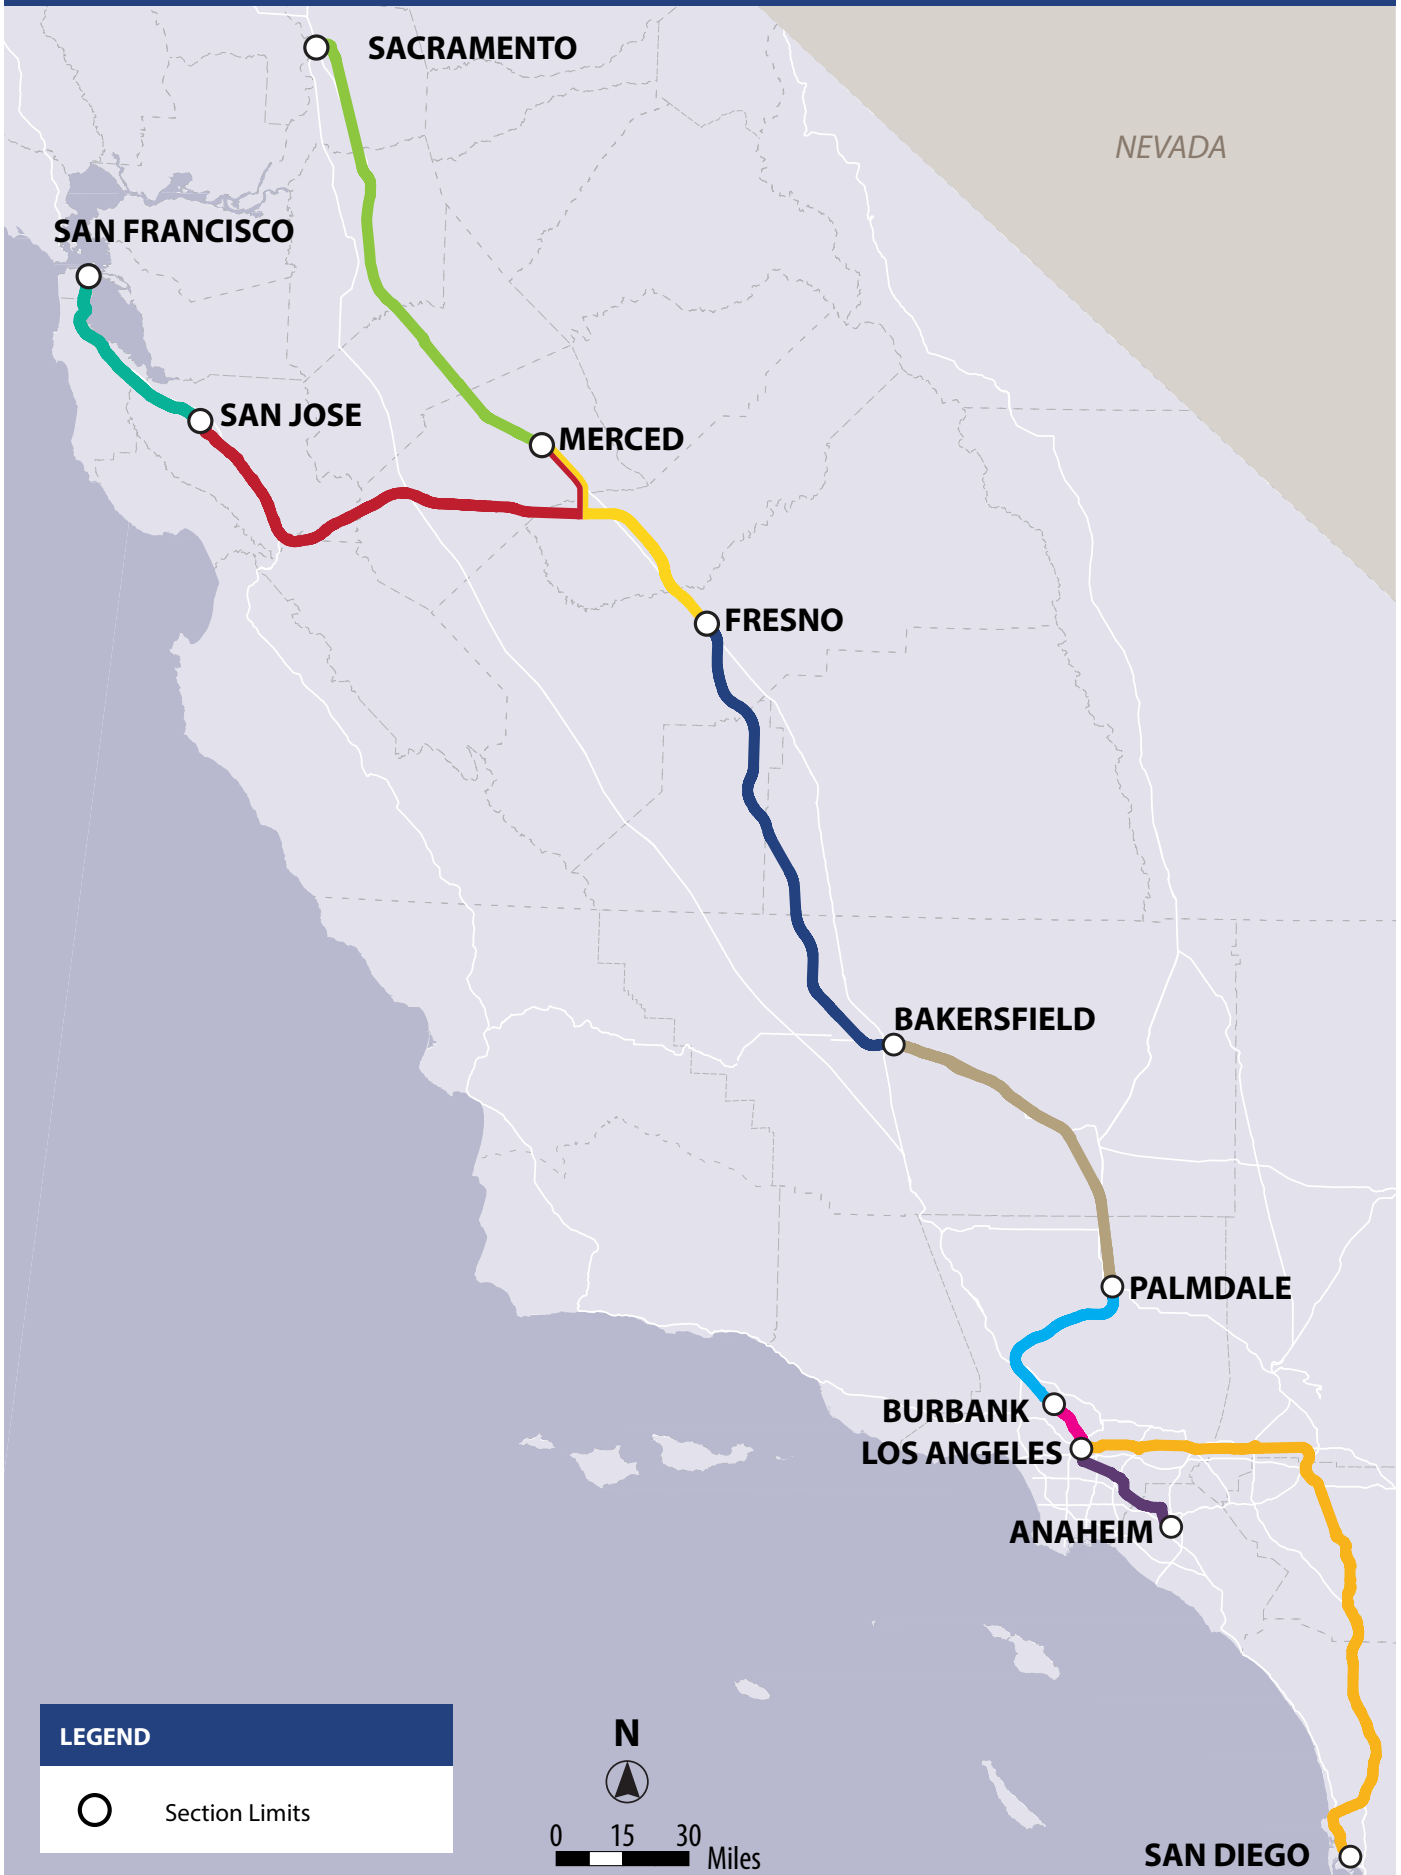 SACRAMENTO
NEVADA
SAN FRANCISCO
SAN JOSE
MERCED
FRESNO
BAKERSFIELD
PALMDALE
BURBANK
LOS ANGELES
ANAHEIM
SAN DIEGO
LEGEND
Section Limits
N
0 15 30
Miles